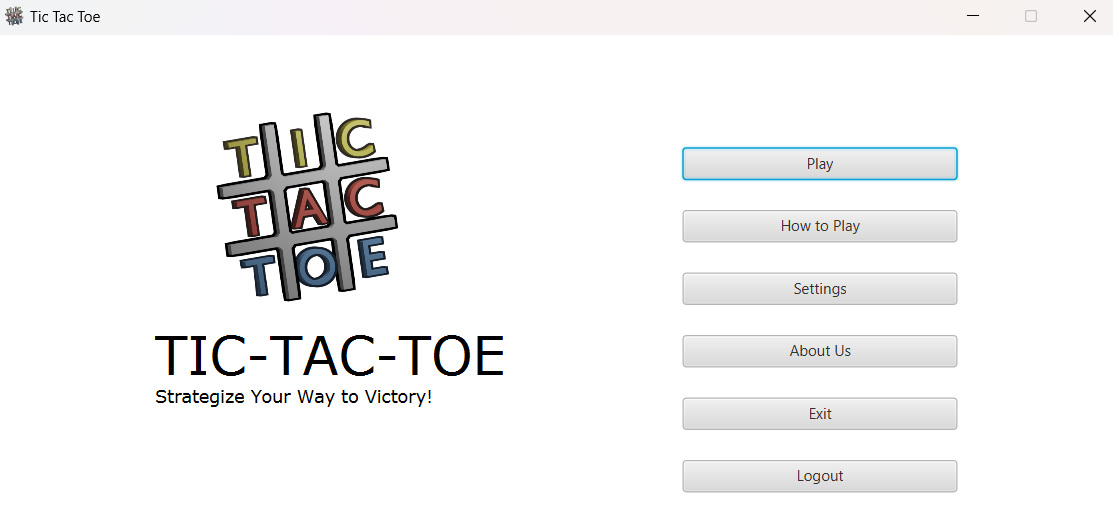 Tic Tac Toe
TIC
TAC
TOE
TIC-TAC-TOE
Strategize Your Way to Victory!
Play
How to Play
Settings
About Us
Exit
Logout